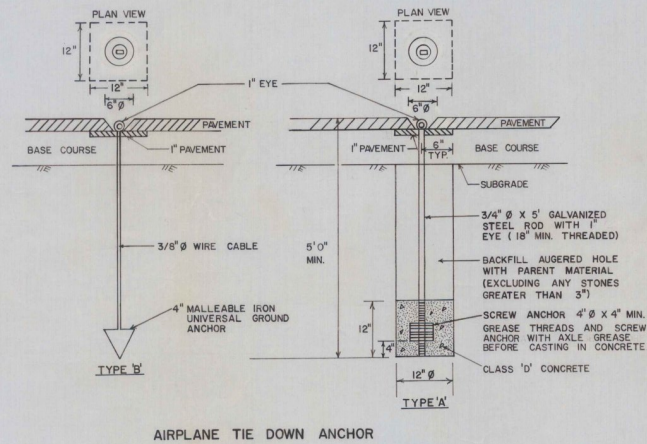 PLAN VIEW
12"
12"
6" Ø
PLAN VIEW
12"
12"
6" Ø
1" EYE
PAVEMENT
BASE COURSE
1" PAVEMENT
PAVEMENT
1" PAVEMENT
6"
TYP.
BASE COURSE
SUBGRADE
3/8" Ø WIRE CABLE
5'0"
MIN.
3/4" Ø X 5' GALVANIZED
STEEL ROD WITH 1"
EYE (18" MIN. THREADED)
BACKFILL AUGERED HOLE
WITH PARENT MATERIAL
(EXCLUDING ANY STONES
GREATER THAN 3")
4" MALLEABLE IRON
UNIVERSAL GROUND
ANCHOR
TYPE 'B'
12"
4"
SCREW ANCHOR 4" Ø X 4" MIN.
GREASE THREADS AND SCREW
ANCHOR WITH AXLE GREASE
BEFORE CASTING IN CONCRETE
CLASS 'D' CONCRETE
12" Ø
TYPE 'A'
AIRPLANE TIE DOWN ANCHOR